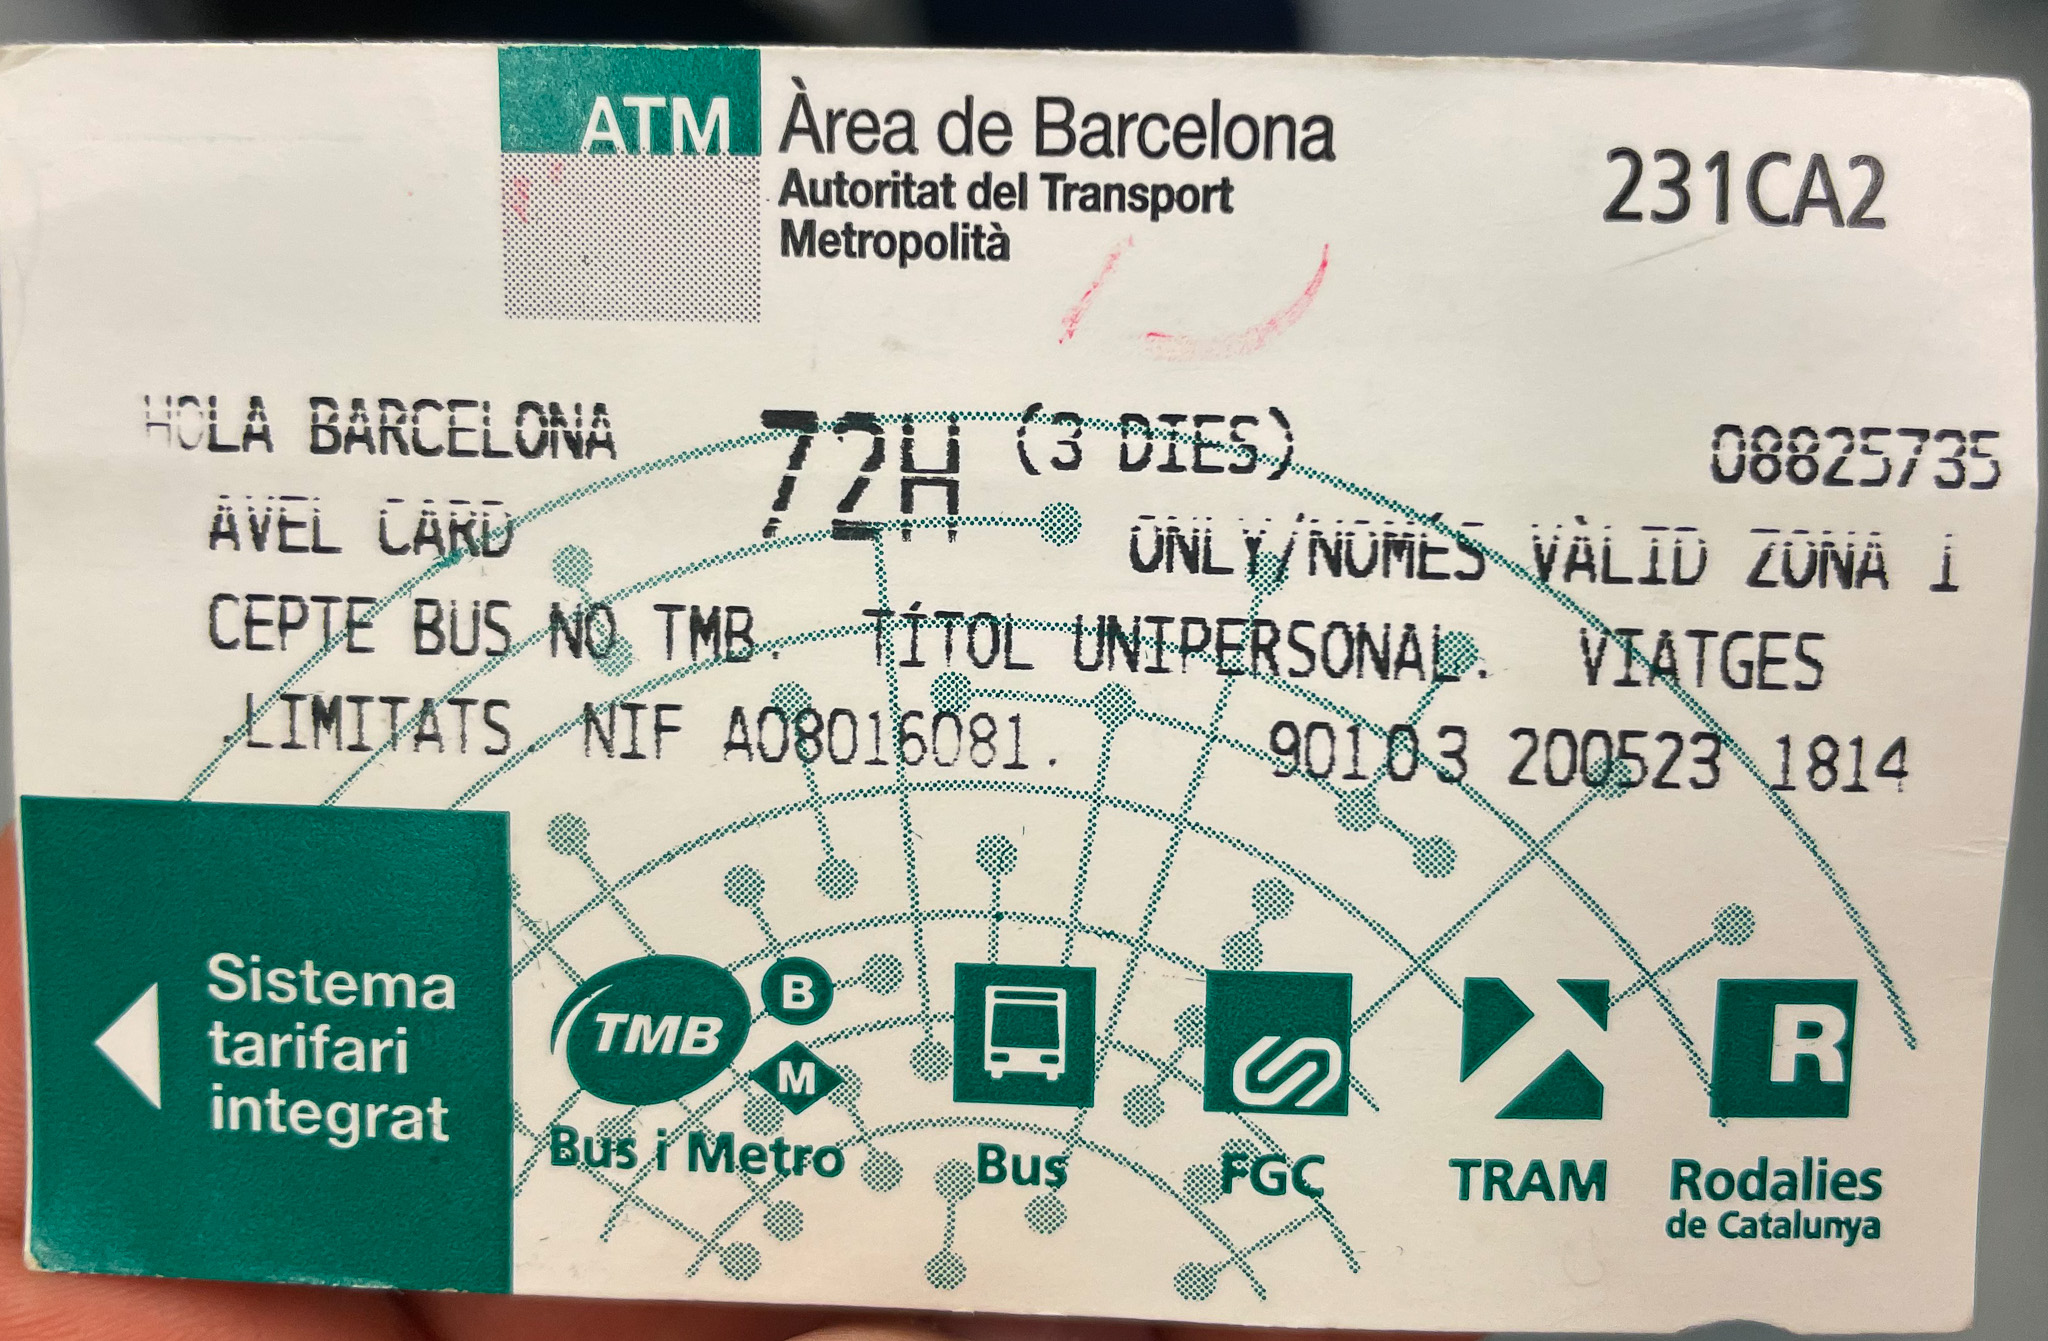 ATM Àrea de Barcelona
Autoritat del Transport
Metropolità
231CA2
HOLA BARCELONA 72H (3 DIES) 08825735
AVEL CARD ONLY/NOMÉS VÀLID ZONA 1
CEPTE BUS NO TMB. TÍTOL UNIPERSONAL. VIATGES
.LIMITATS. NIF A08016081. 90103 200523 1814
Sistema
tarifari
integrat
TMB B M
Bus i Metro
Bus
FGC
TRAM
R
Rodalies
de Catalunya